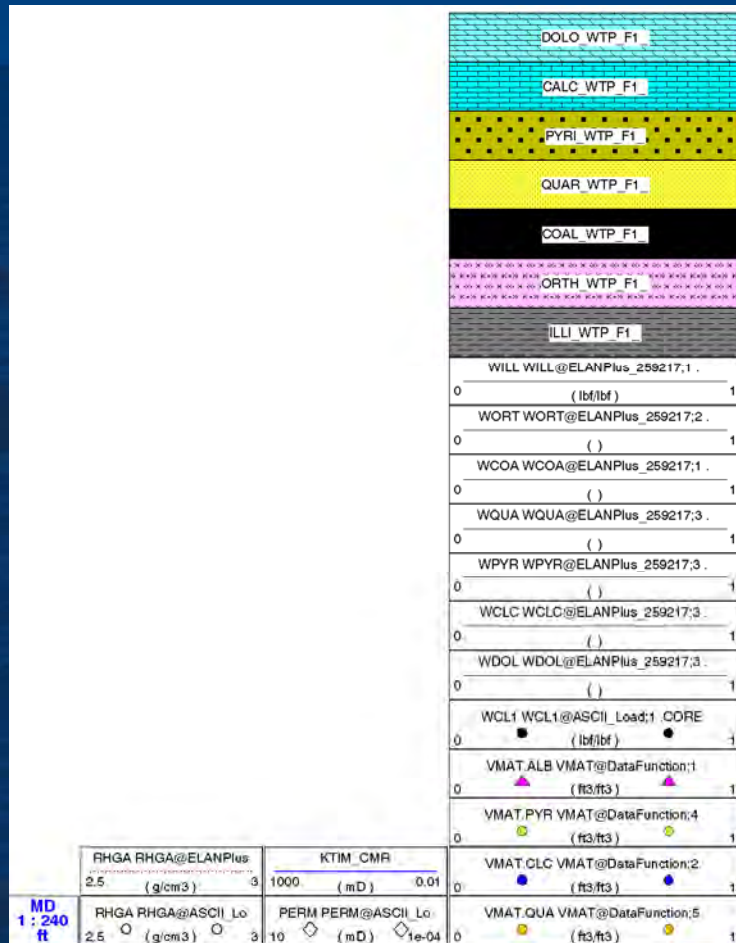 DOLO_WTP_F1_
CALC_WTP_F1_
PYRI_WTP_F1_
QUAR_WTP_F1_
COAL_WTP_F1_
ORTH_WTP_F1_
ILLI_WTP_F1_
WILL WILL@ELANPlus_259217;1 .
0 (lbf/lbf) 1
WORT WORT@ELANPlus_259217;2 .
0 ( ) 1
WCOA WCOA@ELANPlus_259217;1 .
0 ( ) 1
WQUA WQUA@ELANPlus_259217;3 .
0 ( ) 1
WPYR WPYR@ELANPlus_259217;3 .
0 ( ) 1
WCLC WCLC@ELANPlus_259217;3 .
0 ( ) 1
WDOL WDOL@ELANPlus_259217;3 .
0 ( ) 1
WCL1 WCL1@ASCII_Load;1 .CORE
0 (lbf/lbf) 1
VMAT.ALB VMAT@DataFunction;1
0 (ft3/ft3) 1
VMAT.PYR VMAT@DataFunction;4
0 (ft3/ft3) 1
RHGA RHGA@ELANPlus
2.5 (g/cm3) 3
KTIM_CMR
1000 (mD) 0.01
VMAT.CLC VMAT@DataFunction;2
0 (ft3/ft3) 1
MD
1 : 240
ft
RHGA RHGA@ASCII_Lo
2.5 (g/cm3) 3
PERM PERM@ASCII_Lo
10 (mD) 1e-04
VMAT.QUA VMAT@DataFunction;5
0 (ft3/ft3) 1